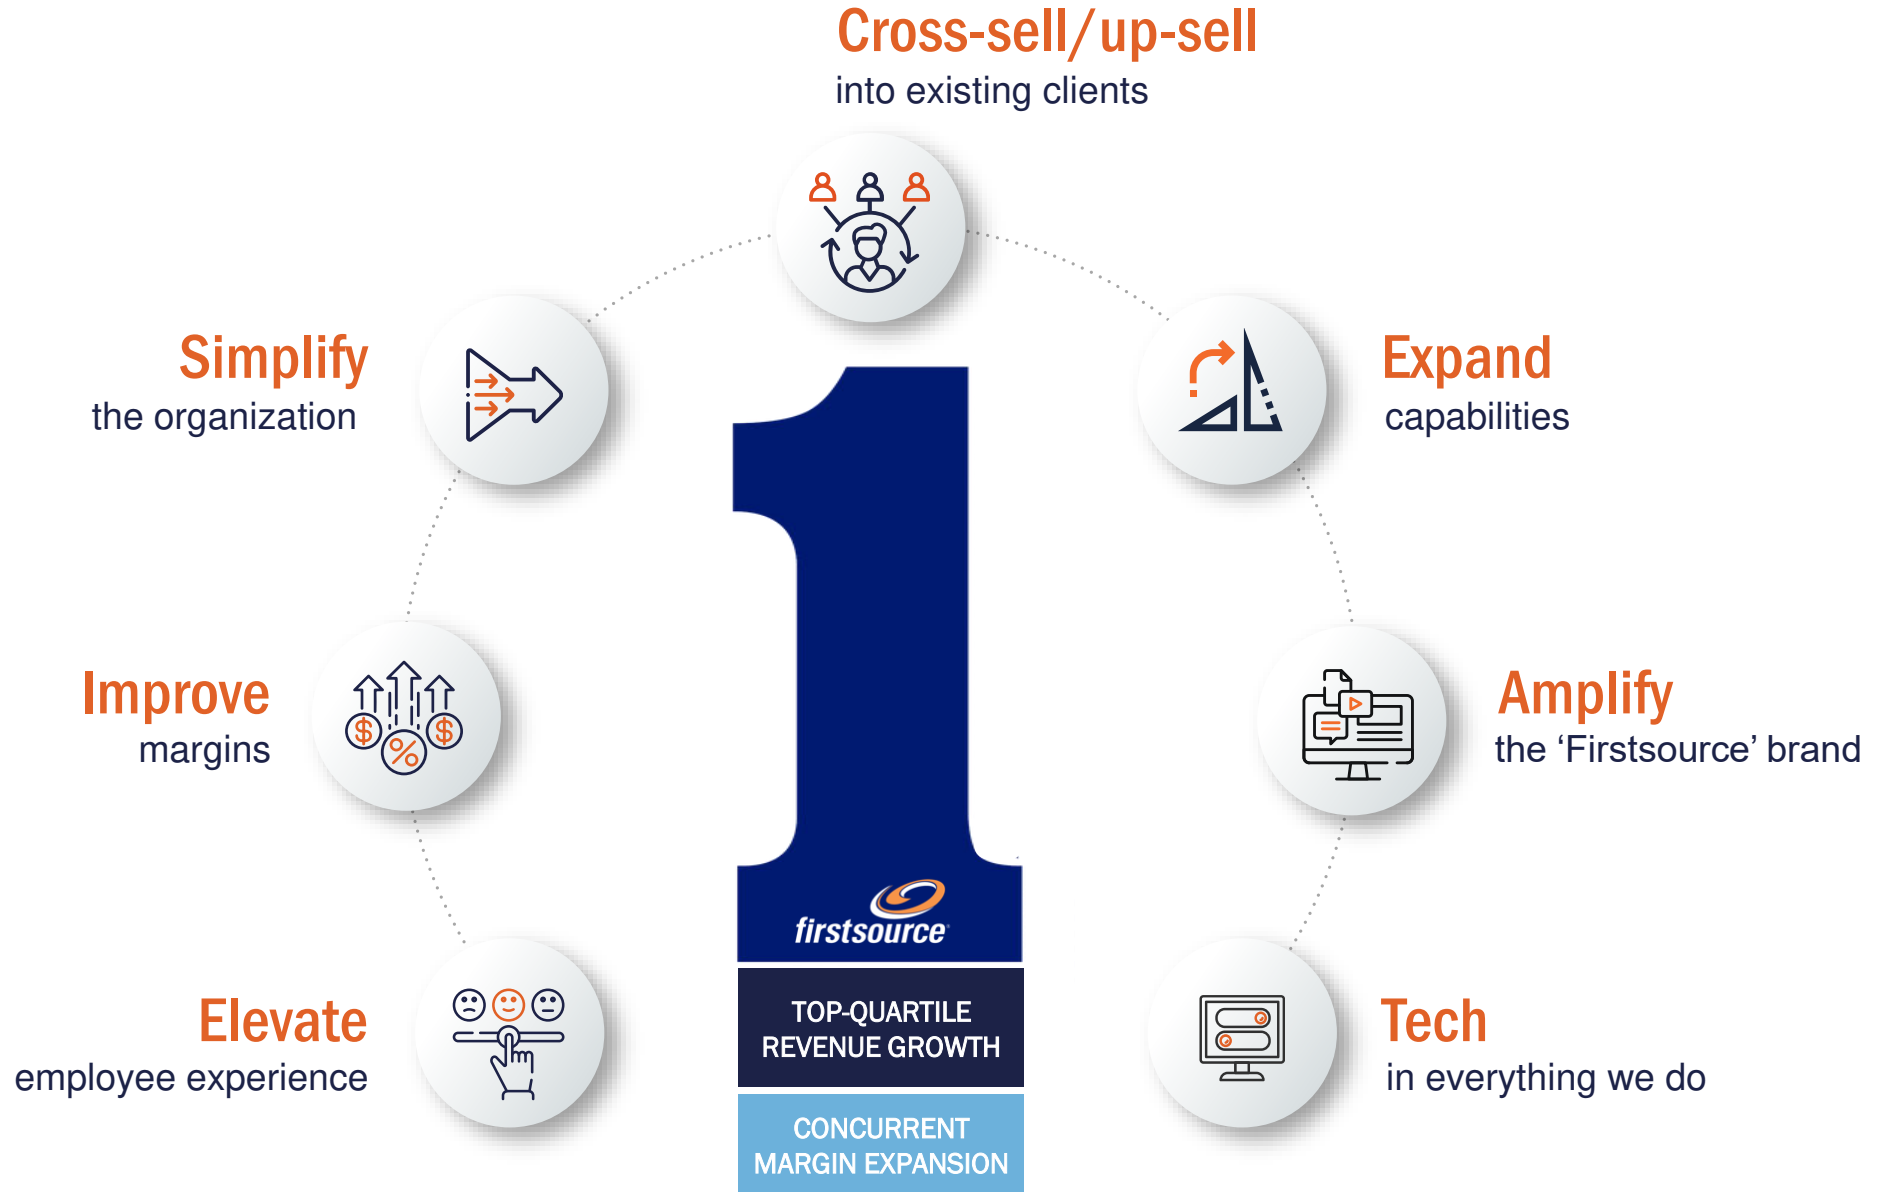 Cross-sell/up-sell
into existing clients
Simplify
the organization
Expand
capabilities
Improve
margins
Amplify
the ‘Firstsource’ brand
Elevate
employee experience
Tech
in everything we do
firstsource
TOP-QUARTILE
REVENUE GROWTH
CONCURRENT
MARGIN EXPANSION
$
%
$